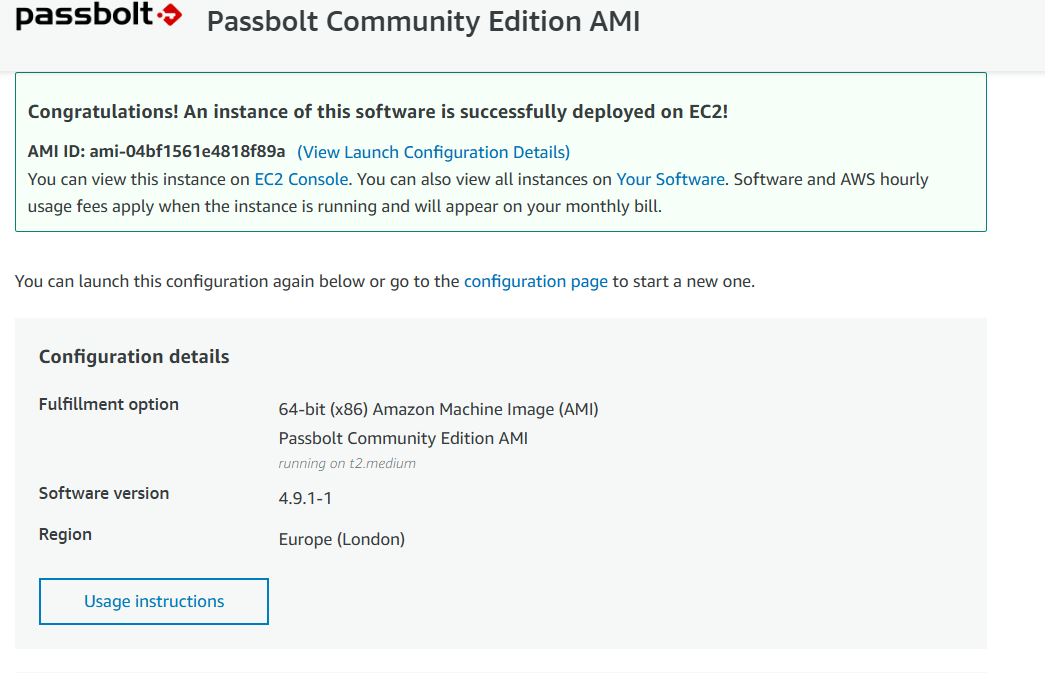 passbolt
Passbolt Community Edition AMI
Congratulations! An instance of this software is successfully deployed on EC2!
AMI ID: ami-04bf1561e4818f89a (View Launch Configuration Details)
You can view this instance on EC2 Console. You can also view all instances on Your Software. Software and AWS hourly
usage fees apply when the instance is running and will appear on your monthly bill.
You can launch this configuration again below or go to the configuration page to start a new one.
Configuration details
Fulfillment option
64-bit (x86) Amazon Machine Image (AMI)
Passbolt Community Edition AMI
running on t2.medium
Software version
4.9.1-1
Region
Europe (London)
Usage instructions